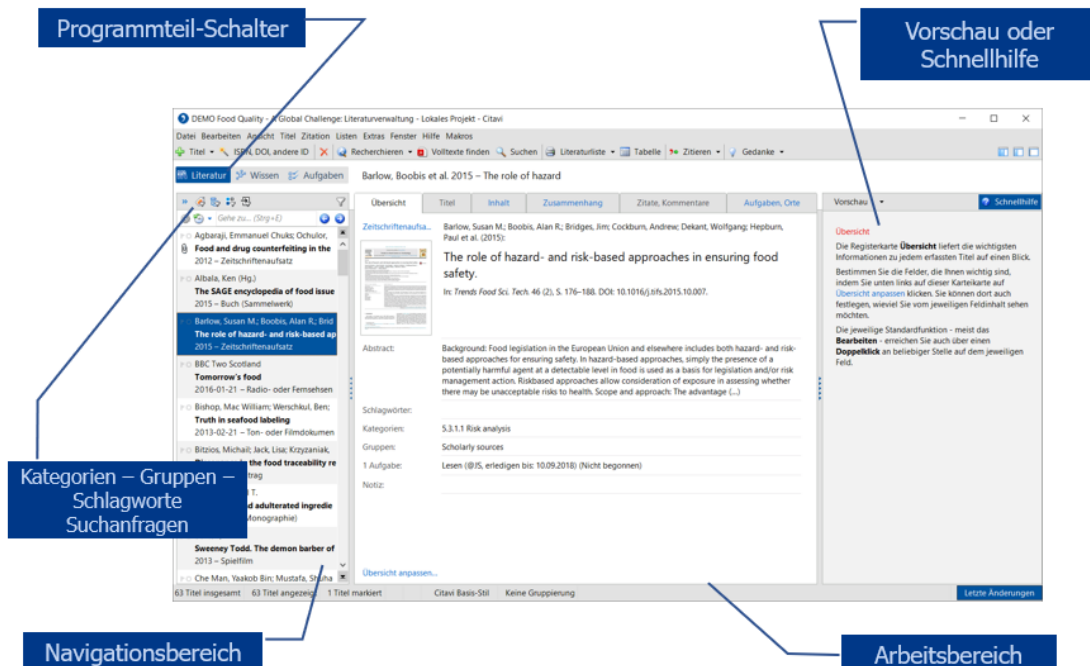 Programmteil-Schalter
Vorschau oder
Schnellhilfe
DEMO Food Quality - A Global Challenge: Literaturverwaltung - Lokales Projekt - Citavi
Datei Bearbeiten Ansicht Titel Zitation Listen Extras Fenster Hilfe Makros
Titel ISBN, DOI, andere ID Recherchieren Volltexte finden Suchen Literaturliste Tabelle Zitieren Gedanke
Literatur Wissen Aufgaben Barlow, Boobis et al. 2015 – The role of hazard
Übersicht Titel Inhalt Zusammenhang Zitate, Kommentare Aufgaben, Orte
Vorschau Schnellhilfe
Gehe zu... (Strg+E)
Agbaraji, Emmanuel Chuks; Ochulor,
Food and drug counterfeiting in the
2012 – Zeitschriftenaufsatz
Albala, Ken (Hg.)
The SAGE encyclopedia of food issue
2015 – Buch (Sammelwerk)
Barlow, Susan M.; Boobis, Alan R.; Brid
The role of hazard- and risk-based ap
2015 – Zeitschriftenaufsatz
BBC Two Scotland
Tomorrow's food
2016-01-21 – Radio- oder Fernsehsen
Bishop, Mac William; Werschkul, Ben;
Truth in seafood labeling
2013-02-21 – Ton- oder Filmdokumen
Bitzios, Michail; Jack, Lisa; Krzyzaniak,
the food traceability re
trag
T.
d adulterated ingredie
Monographie)
Sweeney Todd. The demon barber of
2013 – Spielfilm
Che Man, Yaakob Bin; Mustafa, Shuha
Zeitschriftenaufsa...
Barlow, Susan M.; Boobis, Alan R.; Bridges, Jim; Cockburn, Andrew; Dekant, Wolfgang; Hepburn,
Paul et al. (2015):
The role of hazard- and risk-based approaches in ensuring food
safety.
In: Trends Food Sci. Tech. 46 (2), S. 176–188. DOI: 10.1016/j.tifs.2015.10.007.
Abstract: Background: Food legislation in the European Union and elsewhere includes both hazard- and risk-
based approaches for ensuring safety. In hazard-based approaches, simply the presence of a
potentially harmful agent at a detectable level in food is used as a basis for legislation and/or risk
management action. Riskbased approaches allow consideration of exposure in assessing whether
there may be unacceptable risks to health. Scope and approach: The advantage (...)
Schlagwörter:
Kategorien: 5.3.1.1 Risk analysis
Gruppen: Scholarly sources
1 Aufgabe: Lesen (@JS, erledigen bis: 10.09.2018) (Nicht begonnen)
Notiz:
Übersicht anpassen...
Übersicht
Die Registerkarte Übersicht liefert die wichtigsten
Informationen zu jedem erfassten Titel auf einen Blick.
Bestimmen Sie die Felder, die Ihnen wichtig sind,
indem Sie unten links auf dieser Karteikarte auf
Übersicht anpassen klicken. Sie können dort auch
festlegen, wieviel Sie vom jeweiligen Feldinhalt sehen
möchten.
Die jeweilige Standardfunktion - meist das
Bearbeiten - erreichen Sie auch über einen
Doppelklick an beliebiger Stelle auf dem jeweiligen
Feld.
63 Titel insgesamt 63 Titel angezeigt 1 Titel markiert Citavi Basis-Stil Keine Gruppierung Letzte Änderungen
Kategorien – Gruppen –
Schlagworte
Suchanfragen
Navigationsbereich
Arbeitsbereich